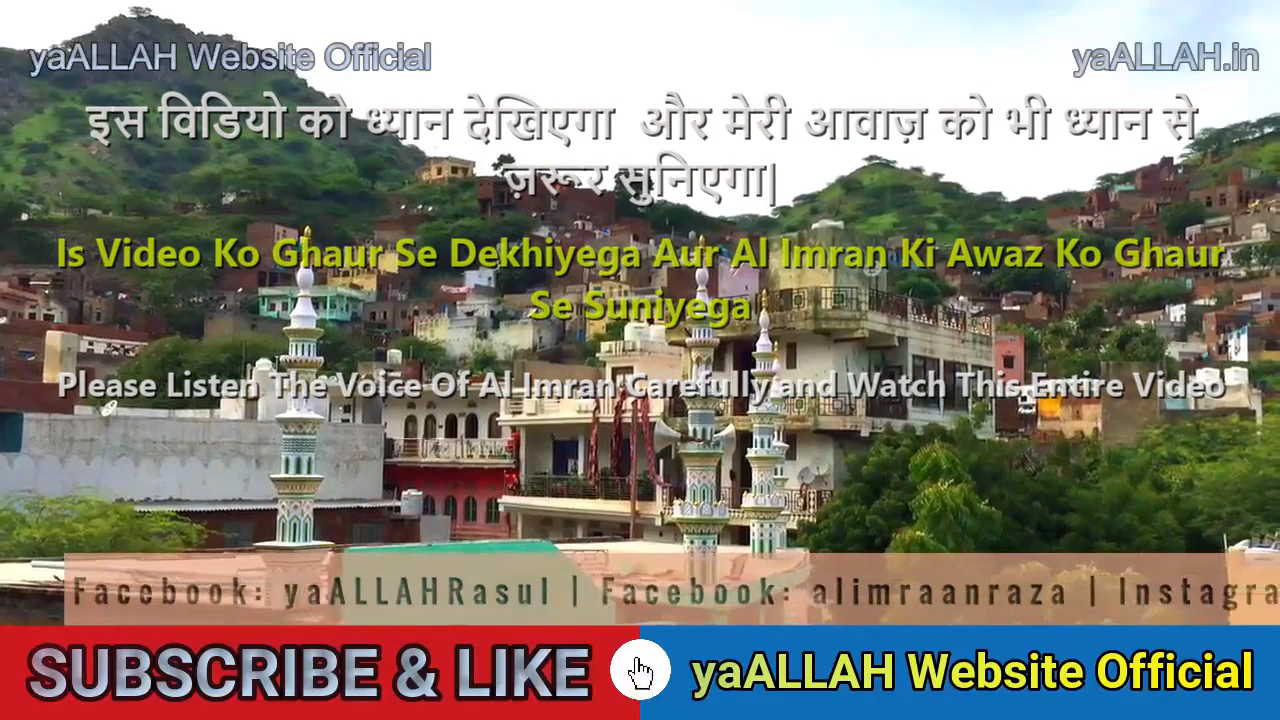 yaALLAH Website Official
yaALLAH.in
इस विडियो को ध्यान देखिएगा और मेरी आवाज़ को भी ध्यान से
ज़रूर सुनिएगा|
Is Video Ko Ghaur Se Dekhiyega Aur Al Imran Ki Awaz Ko Ghaur
Se Suniyega
Please Listen The Voice Of Al Imran Carefully and Watch This Entire Video
Facebook: yaALLAHRasul | Facebook: alimraanraza | Instagra
SUBSCRIBE & LIKE
yaALLAH Website Official